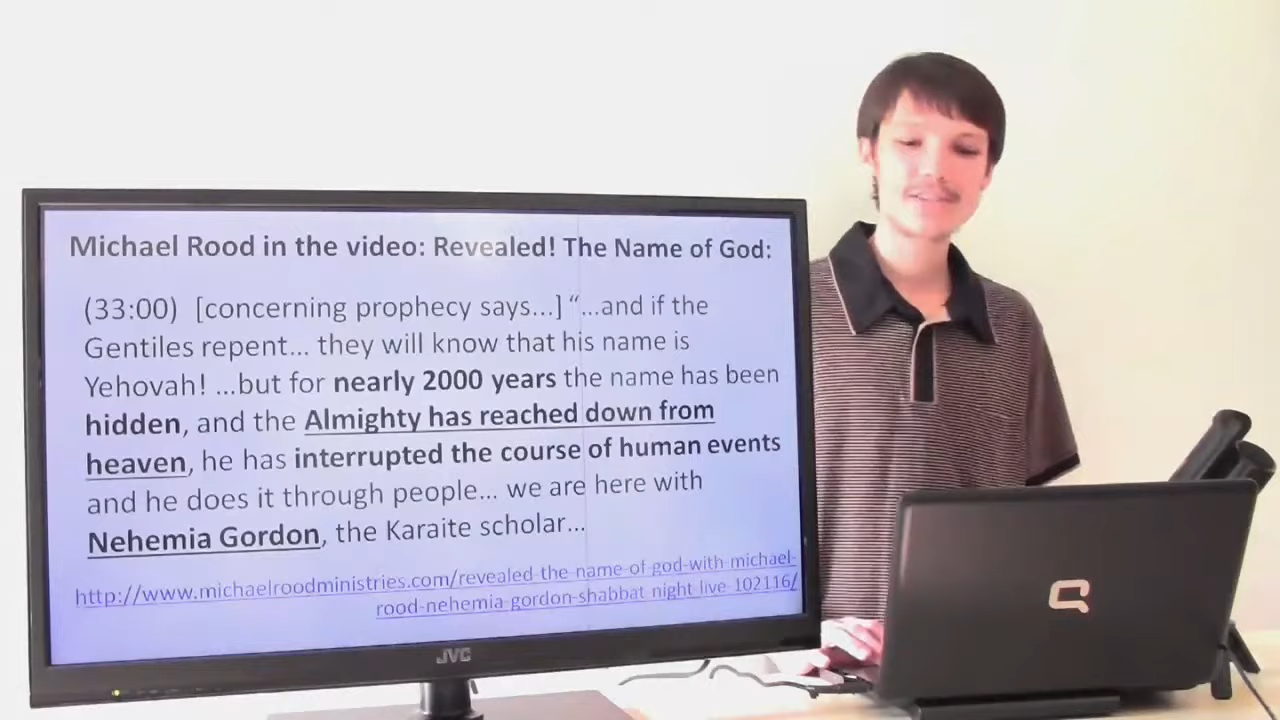 Michael Rood in the video: Revealed! The Name of God:
(33:00) [concerning prophecy says...] “...and if the
Gentiles repent... they will know that his name is
Yehovah! ...but for nearly 2000 years the name has been
hidden, and the Almighty has reached down from
heaven, he has interrupted the course of human events
and he does it through people... we are here with
Nehemia Gordon, the Karaite scholar...
http://www.michaelroodministries.com/revealed-the-name-of-god-with-michael-
rood-nehemia-gordon-shabbat-night-live-102116/
JVC